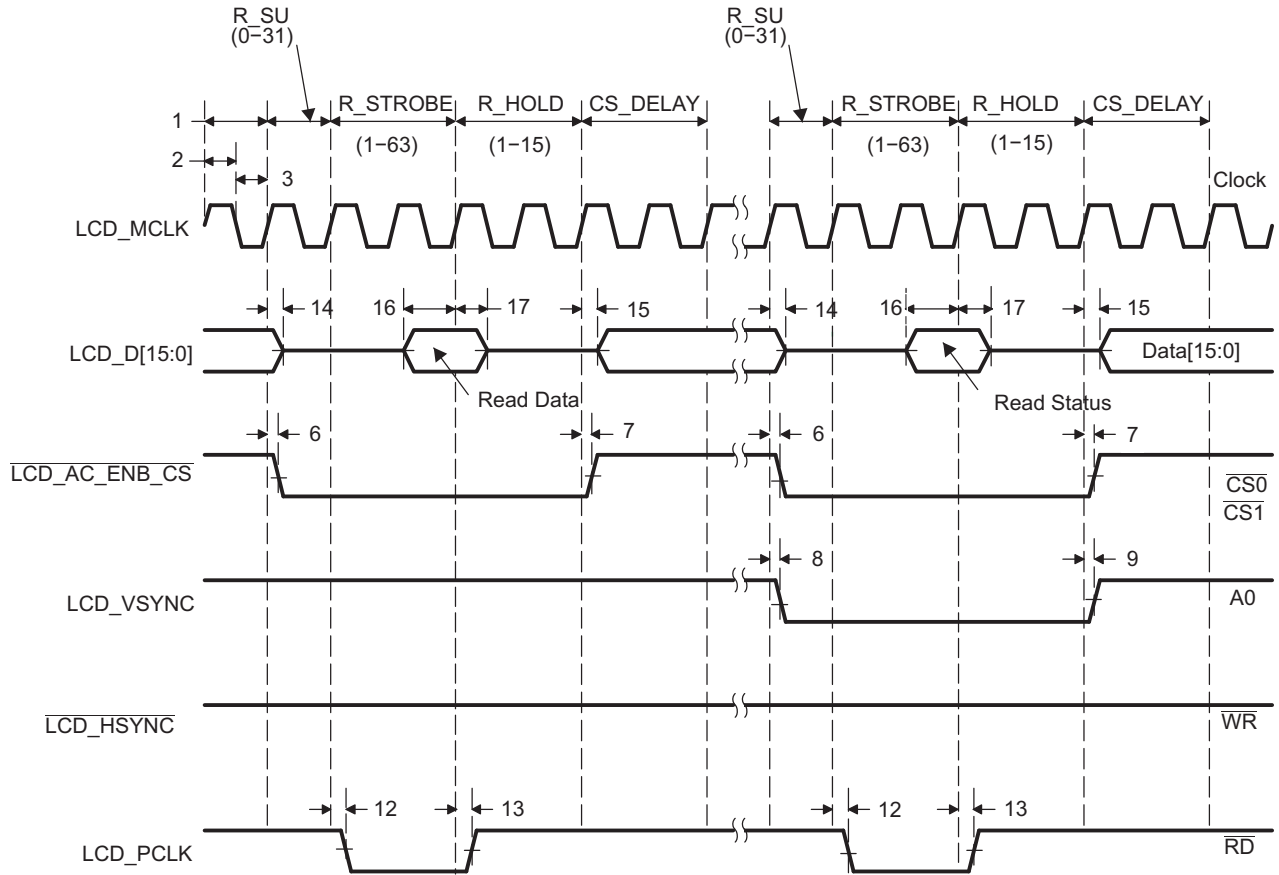 R_SU
(0−31)
R_SU
(0−31)
R_STROBE R_HOLD CS_DELAY
R_STROBE R_HOLD CS_DELAY
1
(1−63) (1−15)
(1−63) (1−15)
2
3
Clock
LCD_MCLK
14 16 17 15
14 16 17 15
LCD_D[15:0]
Data[15:0]
Read Data
Read Status
6 7
6 7
LCD_AC_ENB_CS
CS0
CS1
8 9
LCD_VSYNC
A0
LCD_HSYNC
WR
12 13
12 13
LCD_PCLK
RD